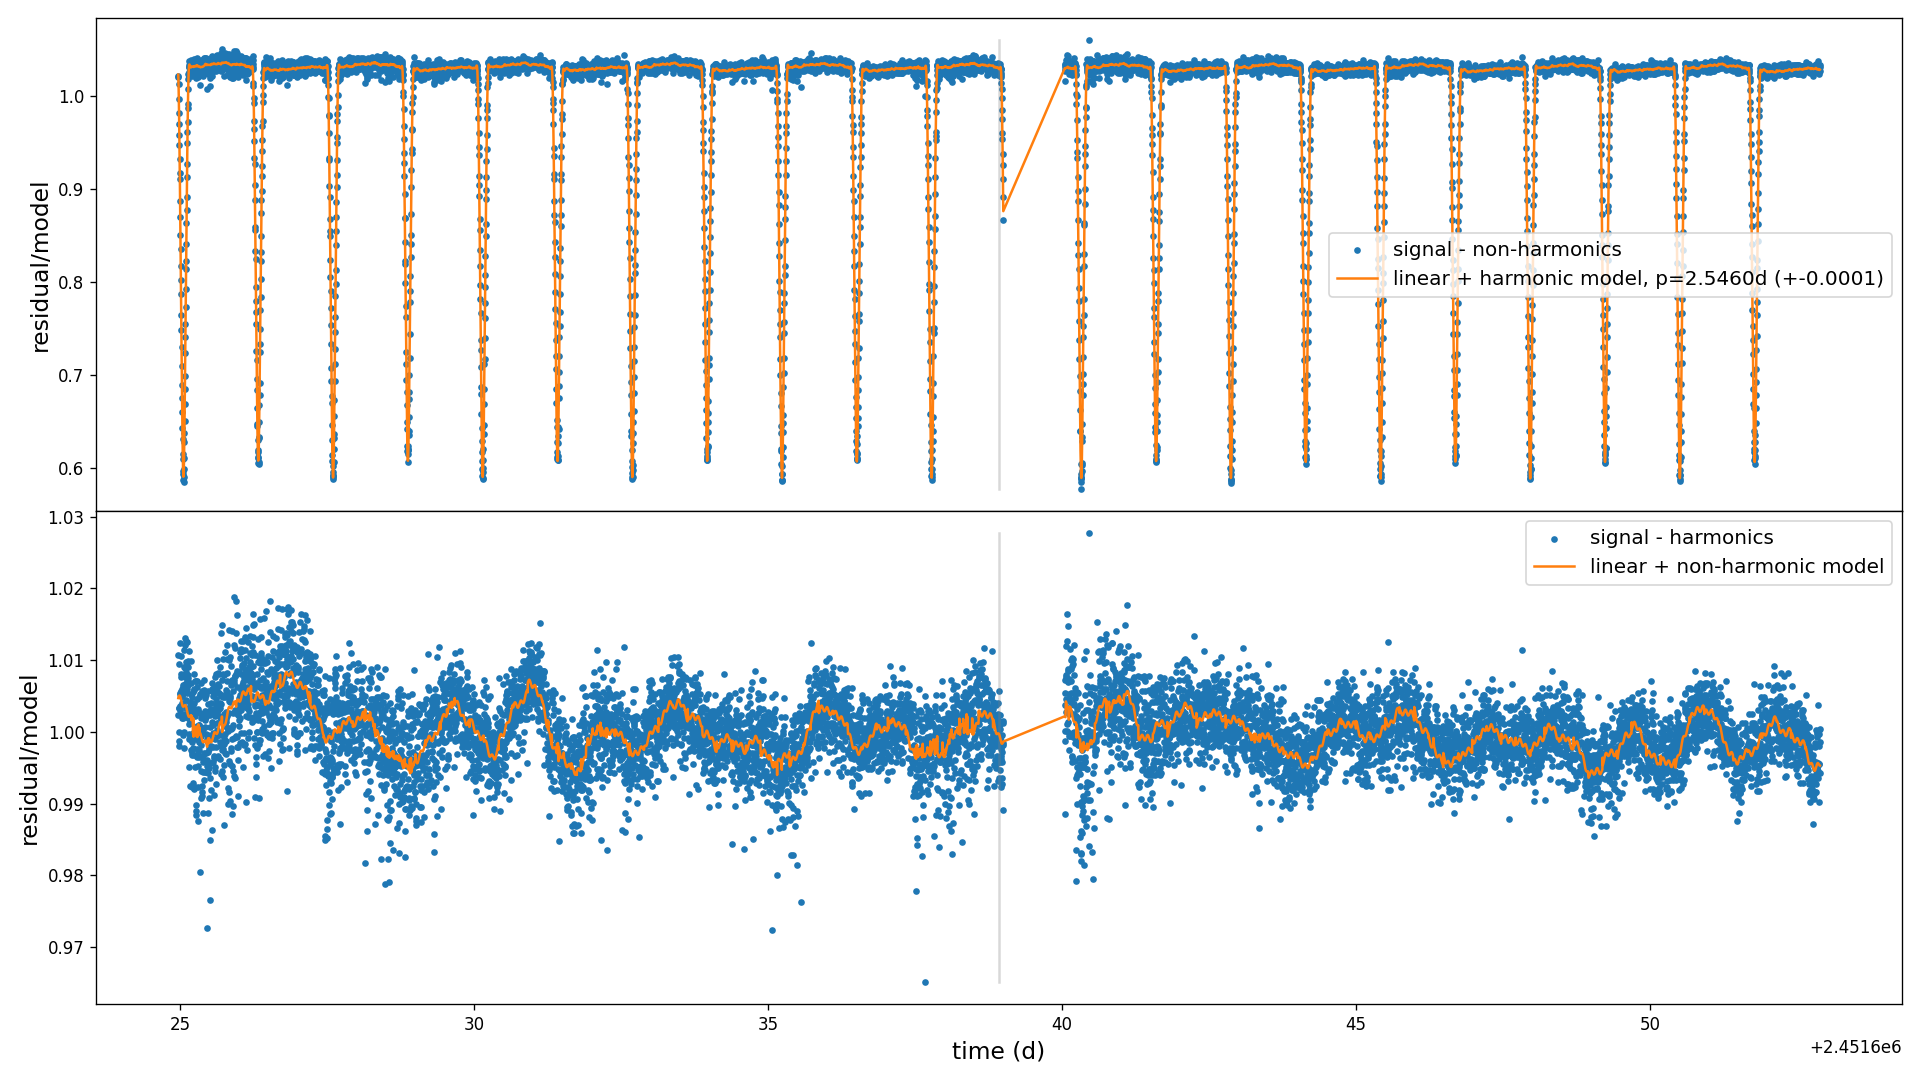 1.0
0.9
0.8
0.7
0.6
residual/model
signal - non-harmonics
linear + harmonic model, p=2.5460d (+-0.0001)
1.03
1.02
1.01
1.00
0.99
0.98
0.97
residual/model
signal - harmonics
linear + non-harmonic model
25 30 35 40 45 50
time (d)
+2.4516e6